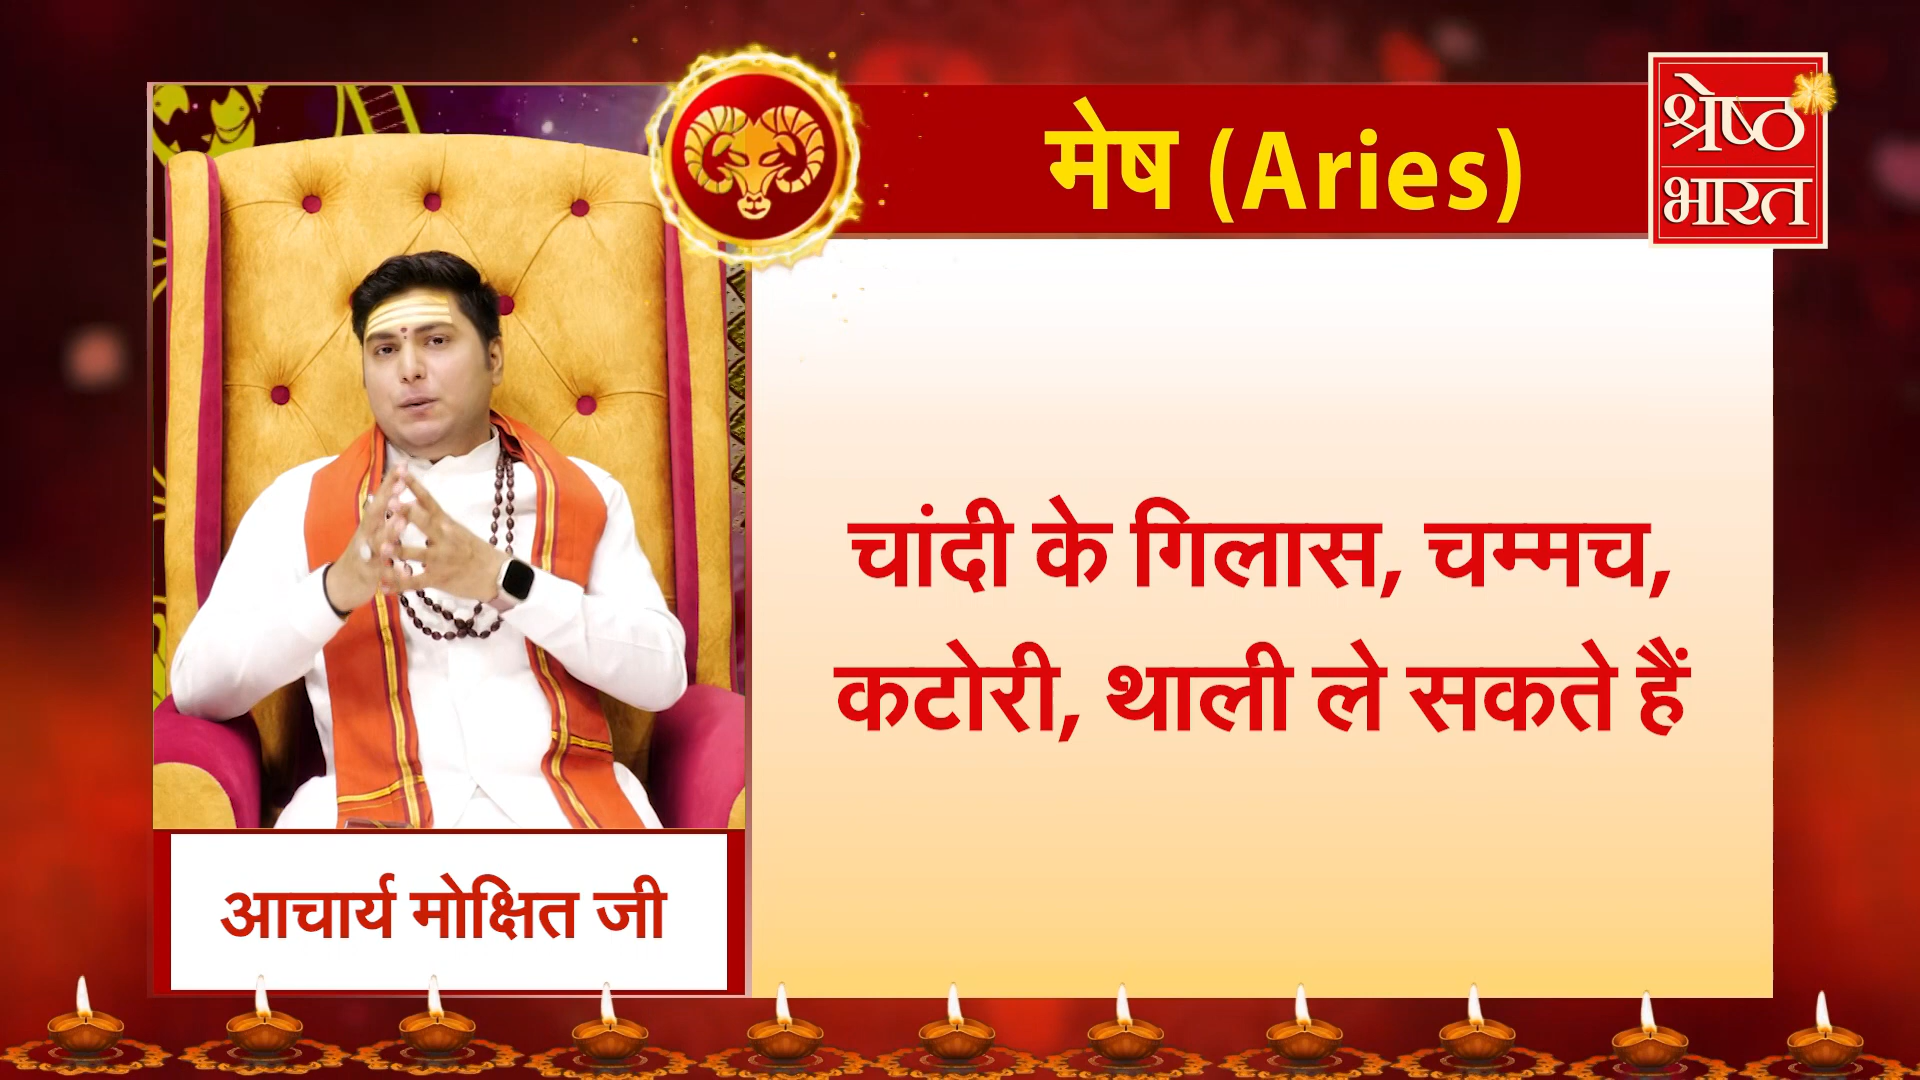 मेष (Aries)
श्रेष्ठ
भारत
चांदी के गिलास, चम्मच,
कटोरी, थाली ले सकते हैं
आचार्य मोक्षित जी